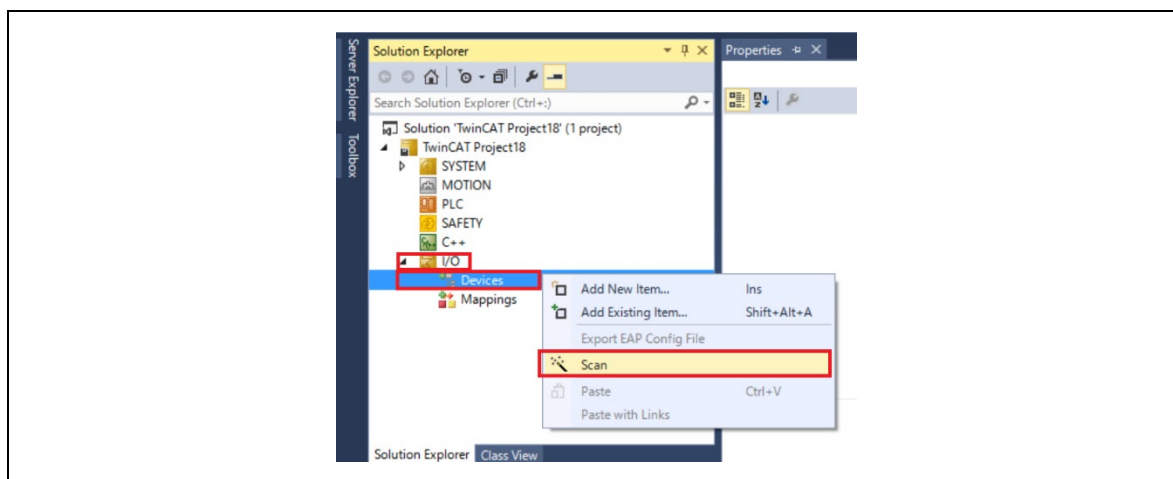 Server Explorer
Toolbox
Solution Explorer
Search Solution Explorer (Ctrl+:)
Solution 'TwinCAT Project18' (1 project)
TwinCAT Project18
SYSTEM
MOTION
PLC
SAFETY
C++
I/O
Devices
Mappings
Add New Item... Ins
Add Existing Item... Shift+Alt+A
Export EAP Config File
Scan
Paste Ctrl+V
Paste with Links
Solution Explorer Class View
Properties